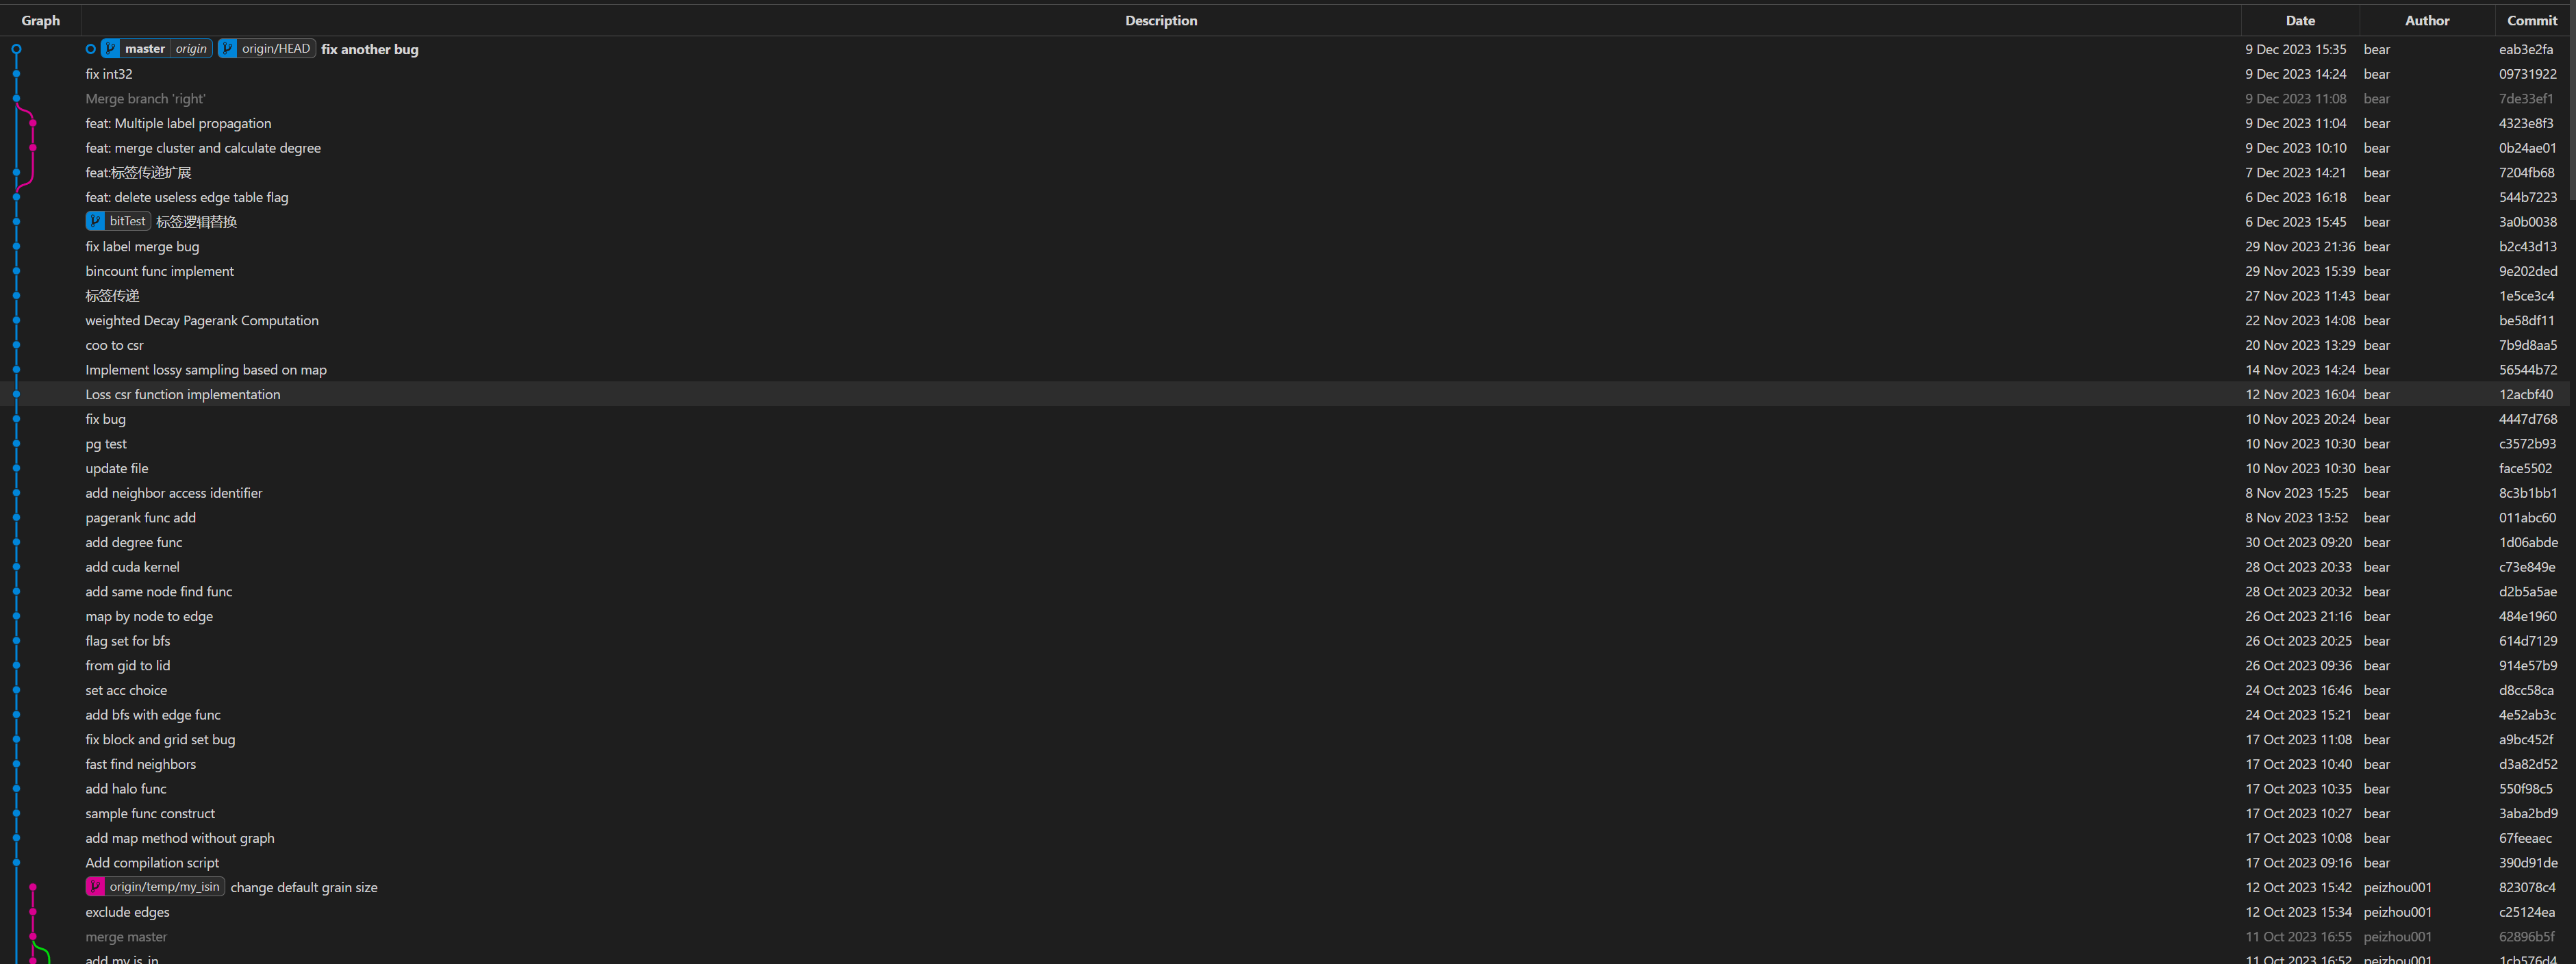 Graph Description Date Author Commit
master origin origin/HEAD fix another bug 9 Dec 2023 15:35 bear eab3e2fa
fix int32 9 Dec 2023 14:24 bear 09731922
Merge branch 'right' 9 Dec 2023 11:08 bear 7de33ef1
feat: Multiple label propagation 9 Dec 2023 11:04 bear 4323e8f3
feat: merge cluster and calculate degree 9 Dec 2023 10:10 bear 0b24ae01
feat:标签传递扩展 7 Dec 2023 14:21 bear 7204fb68
feat: delete useless edge table flag 6 Dec 2023 16:18 bear 544b7223
bitTest 标签逻辑替换 6 Dec 2023 15:45 bear 3a0b0038
fix label merge bug 29 Nov 2023 21:36 bear b2c43d13
bincount func implement 29 Nov 2023 15:39 bear 9e202ded
标签传递 27 Nov 2023 11:43 bear 1e5ce3c4
weighted Decay Pagerank Computation 22 Nov 2023 14:08 bear be58df11
coo to csr 20 Nov 2023 13:29 bear 7b9d8aa5
Implement lossy sampling based on map 14 Nov 2023 14:24 bear 56544b72
Loss csr function implementation 12 Nov 2023 16:04 bear 12acbf40
fix bug 10 Nov 2023 20:24 bear 4447d768
pg test 10 Nov 2023 10:30 bear c3572b93
update file 10 Nov 2023 10:30 bear face5502
add neighbor access identifier 8 Nov 2023 15:25 bear 8c3b1bb1
pagerank func add 8 Nov 2023 13:52 bear 011abc60
add degree func 30 Oct 2023 09:20 bear 1d06abde
add cuda kernel 28 Oct 2023 20:33 bear c73e849e
add same node find func 28 Oct 2023 20:32 bear d2b5a5ae
map by node to edge 26 Oct 2023 21:16 bear 484e1960
flag set for bfs 26 Oct 2023 20:25 bear 614d7129
from gid to lid 26 Oct 2023 09:36 bear 914e57b9
set acc choice 24 Oct 2023 16:46 bear d8cc58ca
add bfs with edge func 24 Oct 2023 15:21 bear 4e52ab3c
fix block and grid set bug 17 Oct 2023 11:08 bear a9bc452f
fast find neighbors 17 Oct 2023 10:40 bear d3a82d52
add halo func 17 Oct 2023 10:35 bear 550f98c5
sample func construct 17 Oct 2023 10:27 bear 3aba2bd9
add map method without graph 17 Oct 2023 10:08 bear 67feeaec
Add compilation script 17 Oct 2023 09:16 bear 390d91de
origin/temp/my_isin change default grain size 12 Oct 2023 15:42 peizhou001 823078c4
exclude edges 12 Oct 2023 15:34 peizhou001 c25124ea
merge master 11 Oct 2023 16:55 peizhou001 62896b5f
add my is_in 11 Oct 2023 16:52 peizhou001 1cb576d4